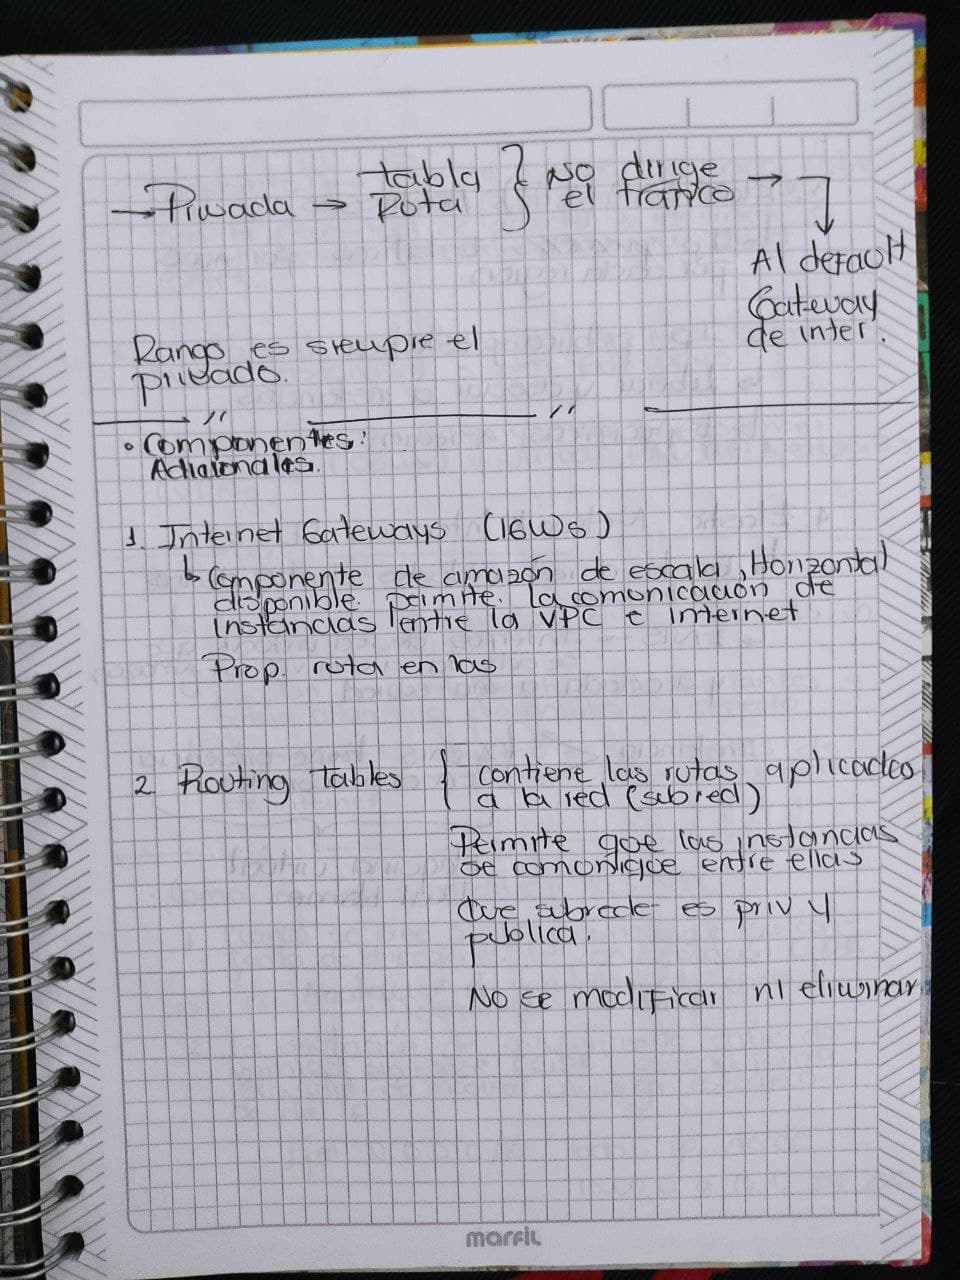 → Privada → tabla Ruta } No dirige el trafico →
Al default
Gateway
de inter.
Rango es siempre el
privado.
• Componentes:
Adicionales.
1. Internet Gateways (IGWs)
↳ Componente de amazon de escala, Horizontal
disponible permite la comunicación de
instancias entre la VPC e internet
Prop. ruta en las
2 Routing tables { contiene las rutas aplicadas
a la red (subred)
Permite que las instancias
se comunique entre ellas
Que subrede es priv y
publica.
No se modificar ni eliminar
marfil